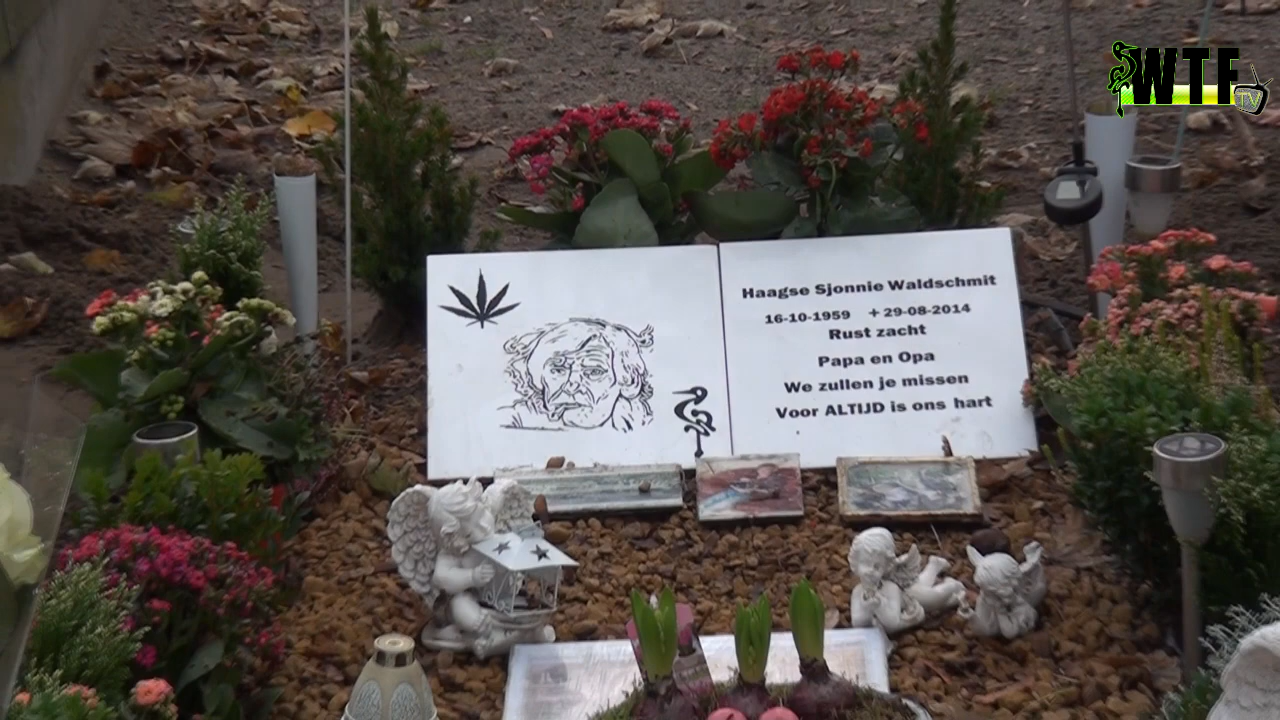 WTF
TV
Haagse Sjonnie Waldschmit
16-10-1959 + 29-08-2014
Rust zacht
Papa en Opa
We zullen je missen
Voor ALTIJD is ons hart